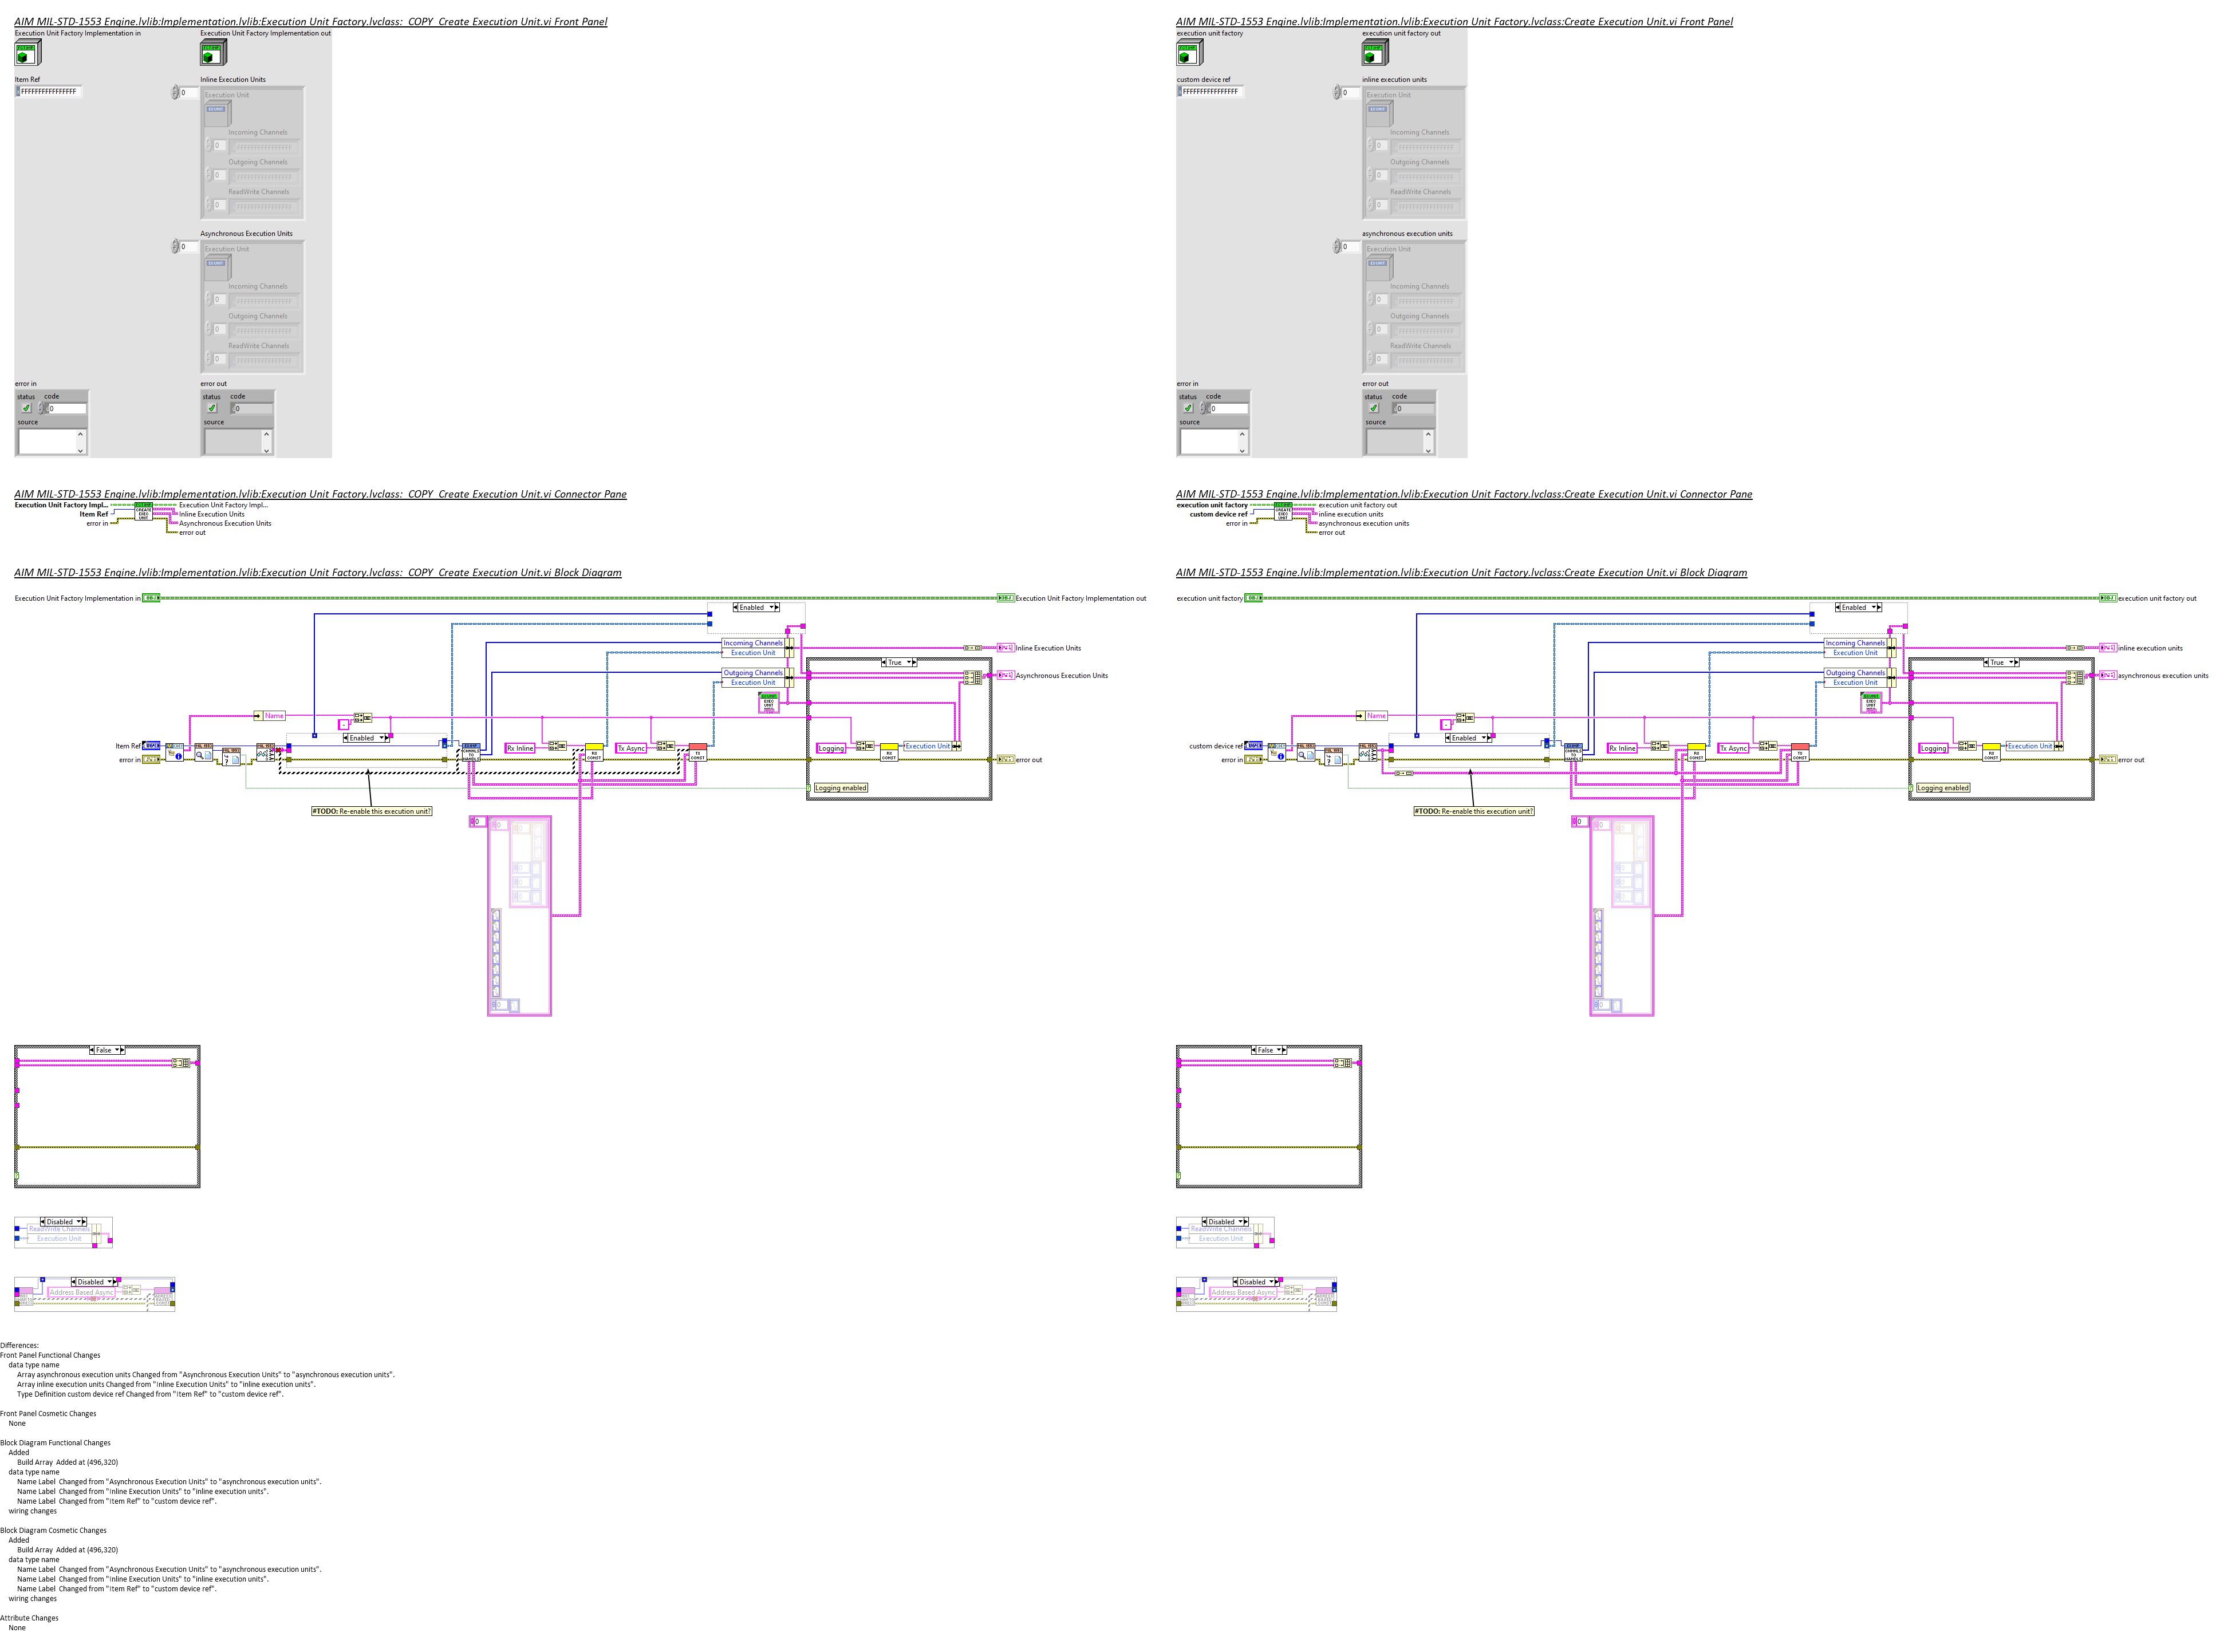 AIM MIL-STD-1553 Engine.lvlib:Implementation.lvlib:Execution Unit Factory.lvclass:_COPY_Create Execution Unit.vi Front Panel
Execution Unit Factory Implementation in
Execution Unit Factory Implementation out
Item Ref
FFFFFFFFFFFFFFFF
Inline Execution Units
0
Execution Unit
Incoming Channels
0
FFFFFFFFFFFFFFFF
Outgoing Channels
0
FFFFFFFFFFFFFFFF
ReadWrite Channels
0
FFFFFFFFFFFFFFFF
Asynchronous Execution Units
0
Execution Unit
Incoming Channels
0
FFFFFFFFFFFFFFFF
Outgoing Channels
0
FFFFFFFFFFFFFFFF
ReadWrite Channels
0
FFFFFFFFFFFFFFFF
error in
status code
0
source
error out
status code
0
source
AIM MIL-STD-1553 Engine.lvlib:Implementation.lvlib:Execution Unit Factory.lvclass:Create Execution Unit.vi Front Panel
execution unit factory
execution unit factory out
custom device ref
FFFFFFFFFFFFFFFF
inline execution units
0
Execution Unit
Incoming Channels
0
FFFFFFFFFFFFFFFF
Outgoing Channels
0
FFFFFFFFFFFFFFFF
ReadWrite Channels
0
FFFFFFFFFFFFFFFF
asynchronous execution units
0
Execution Unit
Incoming Channels
0
FFFFFFFFFFFFFFFF
Outgoing Channels
0
FFFFFFFFFFFFFFFF
ReadWrite Channels
0
FFFFFFFFFFFFFFFF
error in
status code
0
source
error out
status code
0
source
AIM MIL-STD-1553 Engine.lvlib:Implementation.lvlib:Execution Unit Factory.lvclass:_COPY_Create Execution Unit.vi Connector Pane
Execution Unit Factory Impl...
Item Ref
error in
CREATE
EXEC
UNIT
Execution Unit Factory Impl...
Inline Execution Units
Asynchronous Execution Units
error out
AIM MIL-STD-1553 Engine.lvlib:Implementation.lvlib:Execution Unit Factory.lvclass:Create Execution Unit.vi Connector Pane
execution unit factory
custom device ref
error in
CREATE
EXEC
UNIT
execution unit factory out
inline execution units
asynchronous execution units
error out
AIM MIL-STD-1553 Engine.lvlib:Implementation.lvlib:Execution Unit Factory.lvclass:_COPY_Create Execution Unit.vi Block Diagram
Execution Unit Factory Implementation in
Execution Unit Factory Implementation out
Enabled
Incoming Channels
Execution Unit
Inline Execution Units
True
Outgoing Channels
Execution Unit
Asynchronous Execution Units
Name
Enabled
Item Ref
Rx Inline
Tx Async
Logging
Execution Unit
error in
error out
Logging enabled
#TODO: Re-enable this execution unit?
0
False
Disabled
ReadWrite Channels
Execution Unit
Disabled
Address Based Async
AIM MIL-STD-1553 Engine.lvlib:Implementation.lvlib:Execution Unit Factory.lvclass:Create Execution Unit.vi Block Diagram
execution unit factory
execution unit factory out
Enabled
Incoming Channels
Execution Unit
inline execution units
True
Outgoing Channels
Execution Unit
asynchronous execution units
Name
Enabled
custom device ref
Rx Inline
Tx Async
Logging
Execution Unit
error in
error out
Logging enabled
#TODO: Re-enable this execution unit?
0
False
Disabled
ReadWrite Channels
Execution Unit
Disabled
Address Based Async
Differences:
Front Panel Functional Changes
data type name
Array asynchronous execution units Changed from "Asynchronous Execution Units" to "asynchronous execution units".
Array inline execution units Changed from "Inline Execution Units" to "inline execution units".
Type Definition custom device ref Changed from "Item Ref" to "custom device ref".
Front Panel Cosmetic Changes
None
Block Diagram Functional Changes
Added
Build Array Added at (496,320)
data type name
Name Label Changed from "Asynchronous Execution Units" to "asynchronous execution units".
Name Label Changed from "Inline Execution Units" to "inline execution units".
Name Label Changed from "Item Ref" to "custom device ref".
wiring changes
Block Diagram Cosmetic Changes
Added
Build Array Added at (496,320)
data type name
Name Label Changed from "Asynchronous Execution Units" to "asynchronous execution units".
Name Label Changed from "Inline Execution Units" to "inline execution units".
Name Label Changed from "Item Ref" to "custom device ref".
wiring changes
Attribute Changes
None